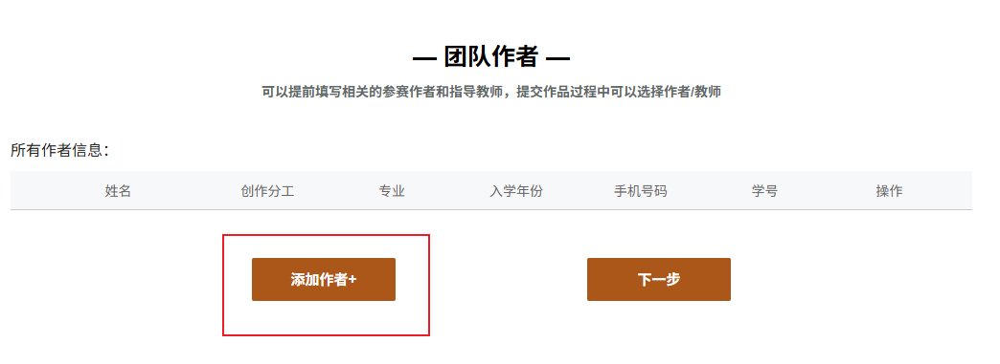 — 团队作者 —
可以提前填写相关的参赛作者和指导教师，提交作品过程中可以选择作者/教师
所有作者信息：
姓名 创作分工 专业 入学年份 手机号码 学号 操作
添加作者+ 下一步